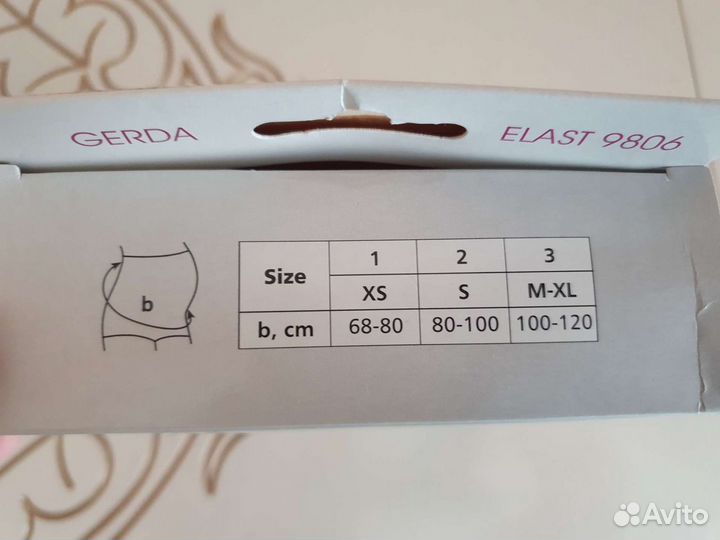 GERDA
ELAST 9806
b
Size 1 2 3
XS S M-XL
b, cm 68-80 80-100 100-120
Avito